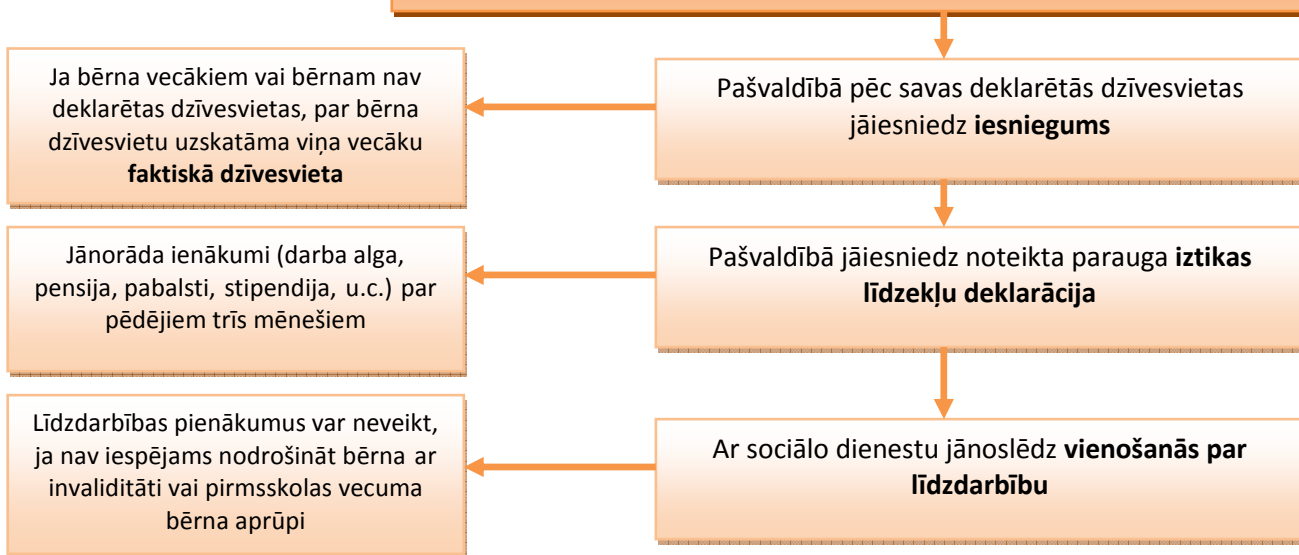 Ja bērna vecākiem vai bērnam nav
deklarētas dzīvesvietas, par bērna
dzīvesvietu uzskatāma viņa vecāku
faktiskā dzīvesvieta
Pašvaldībā pēc savas deklarētās dzīvesvietas
jāiesniedz iesniegums
Jānorāda ienākumi (darba alga,
pensija, pabalsti, stipendija, u.c.) par
pēdējiem trīs mēnešiem
Pašvaldībā jāiesniedz noteikta parauga iztikas
līdzekļu deklarācija
Līdzdarbības pienākumus var neveikt,
ja nav iespējams nodrošināt bērna ar
invaliditāti vai pirmsskolas vecuma
bērna aprūpi
Ar sociālo dienestu jānoslēdz vienošanās par
līdzdarbību